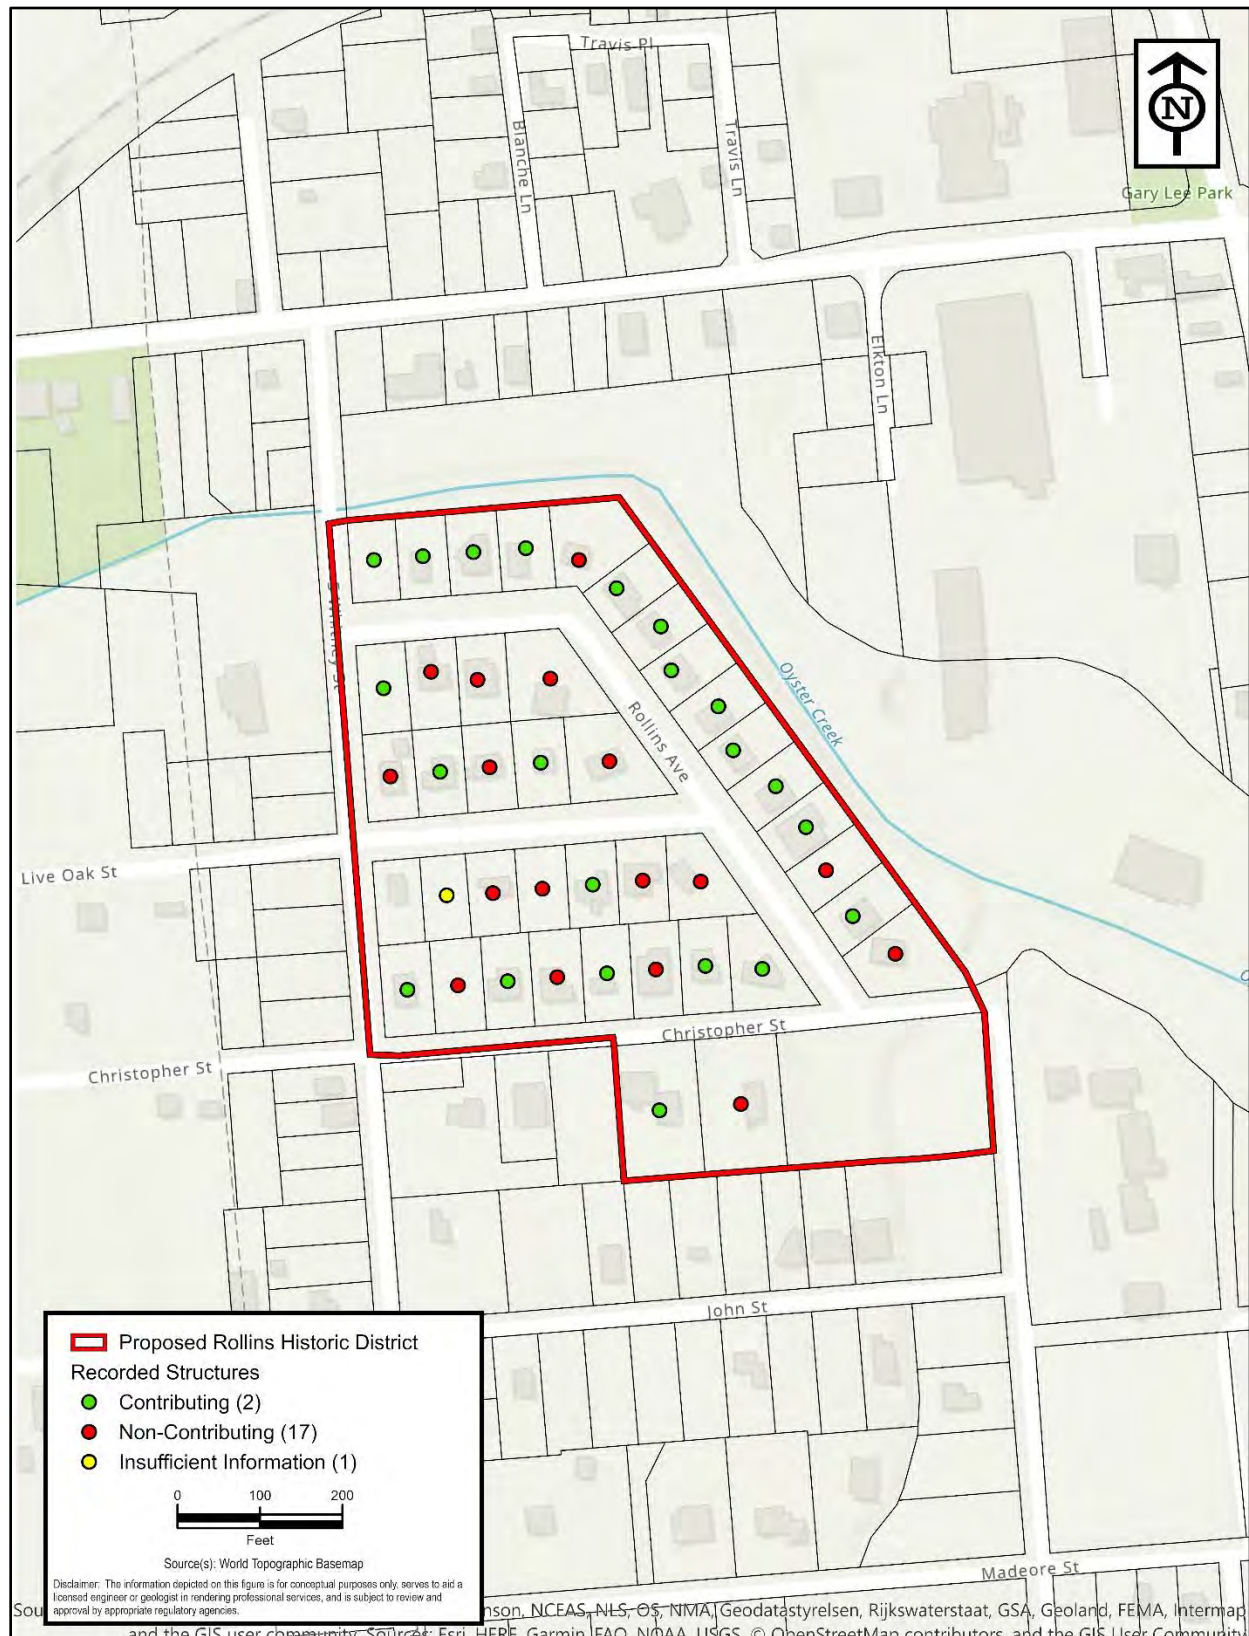 Travis Pl
N
Blanche Ln
Travis Ln
Gary Lee Park
Elkton Ln
S Whitney St
Oyster Creek
Rollins Ave
Live Oak St
Christopher St
Christopher St
John St
Proposed Rollins Historic District
Recorded Structures
Contributing (2)
Non-Contributing (17)
Insufficient Information (1)
0 100 200
Feet
Source(s): World Topographic Basemap
Disclaimer: The information depicted on this figure is for conceptual purposes only, serves to aid a
licensed engineer or geologist in rendering professional services, and is subject to review and
approval by appropriate regulatory agencies.
Madeore St
Sou nson, NCEAS, NLS, OS, NMA, Geodatastyrelsen, Rijkswaterstaat, GSA, Geoland, FEMA, Intermap
and the GIS user community, Sources: Esri, HERE, Garmin, FAO, NOAA, USGS, © OpenStreetMap contributors, and the GIS User Community